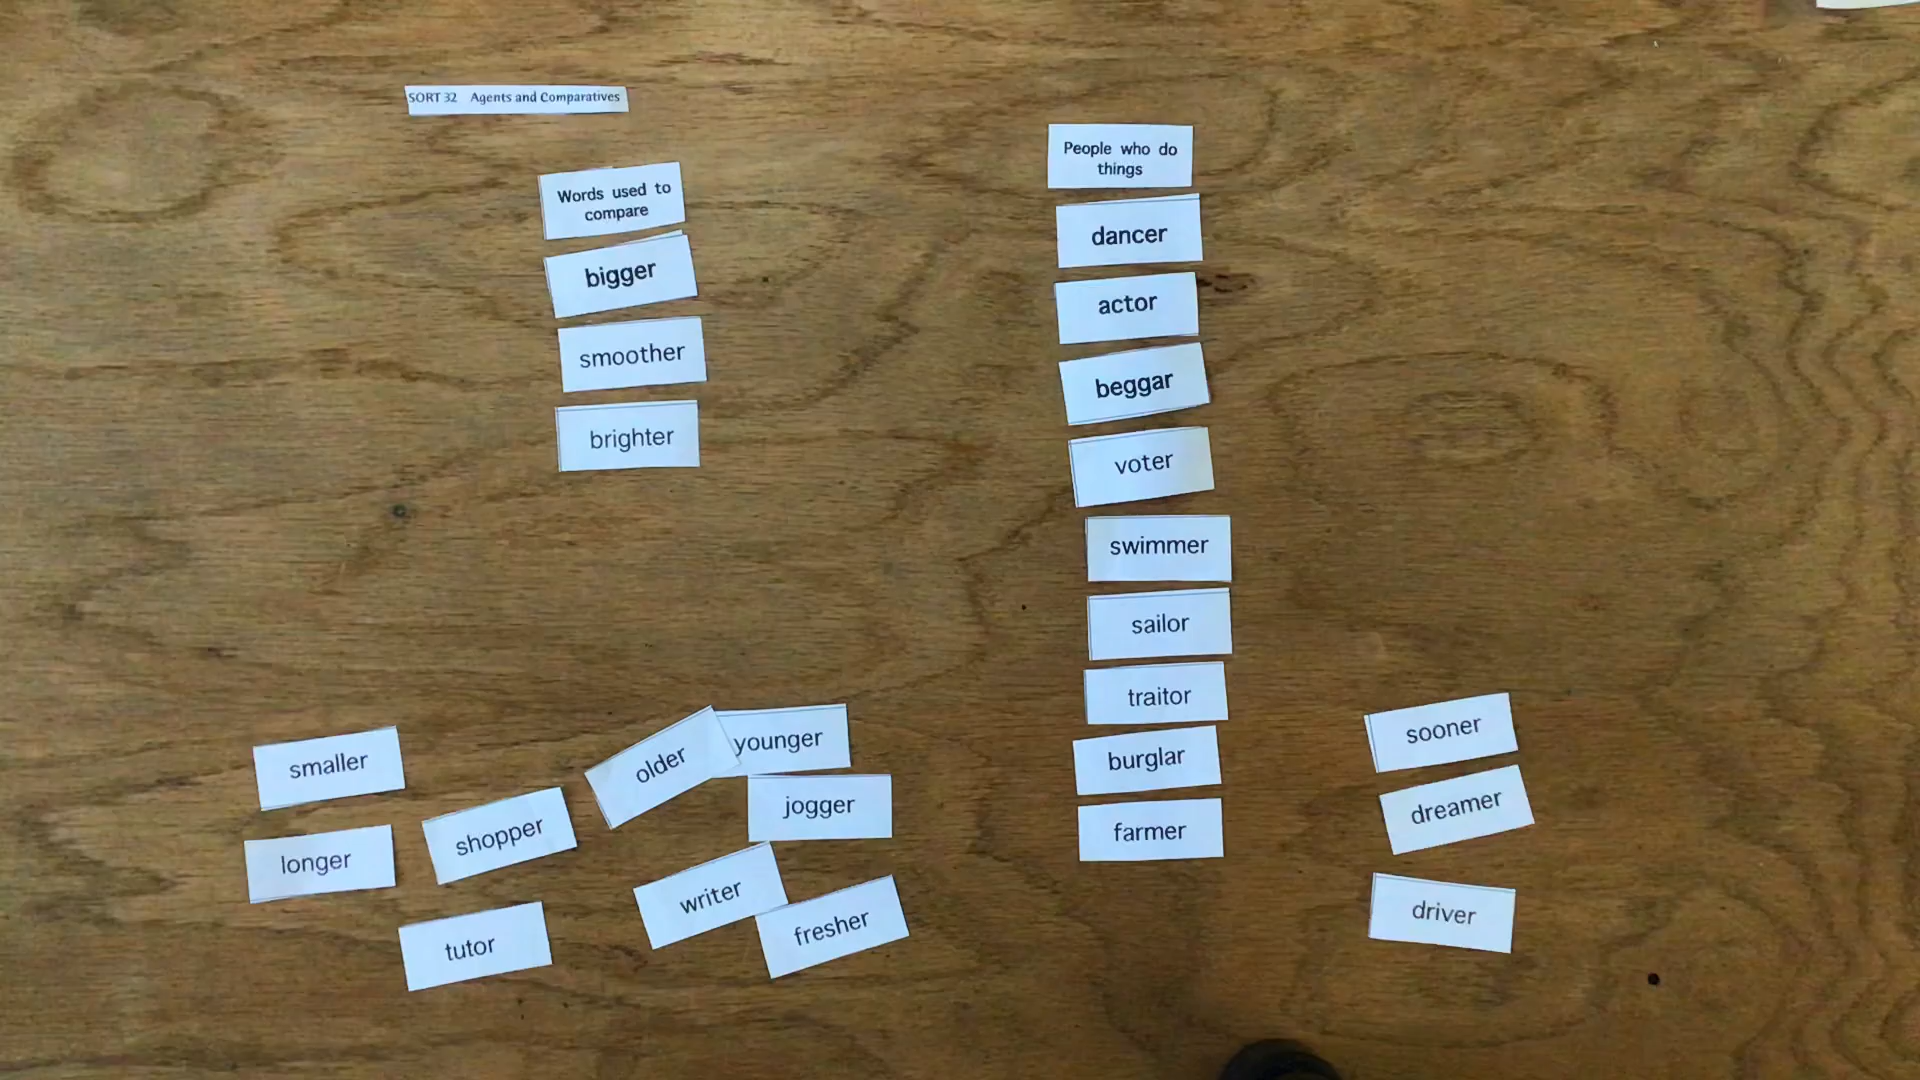 SORT 32 Agents and Comparatives
Words used to
compare
bigger
smoother
brighter
People who do
things
dancer
actor
beggar
voter
swimmer
sailor
traitor
burglar
farmer
smaller
longer
shopper
tutor
older
younger
jogger
writer
fresher
sooner
dreamer
driver